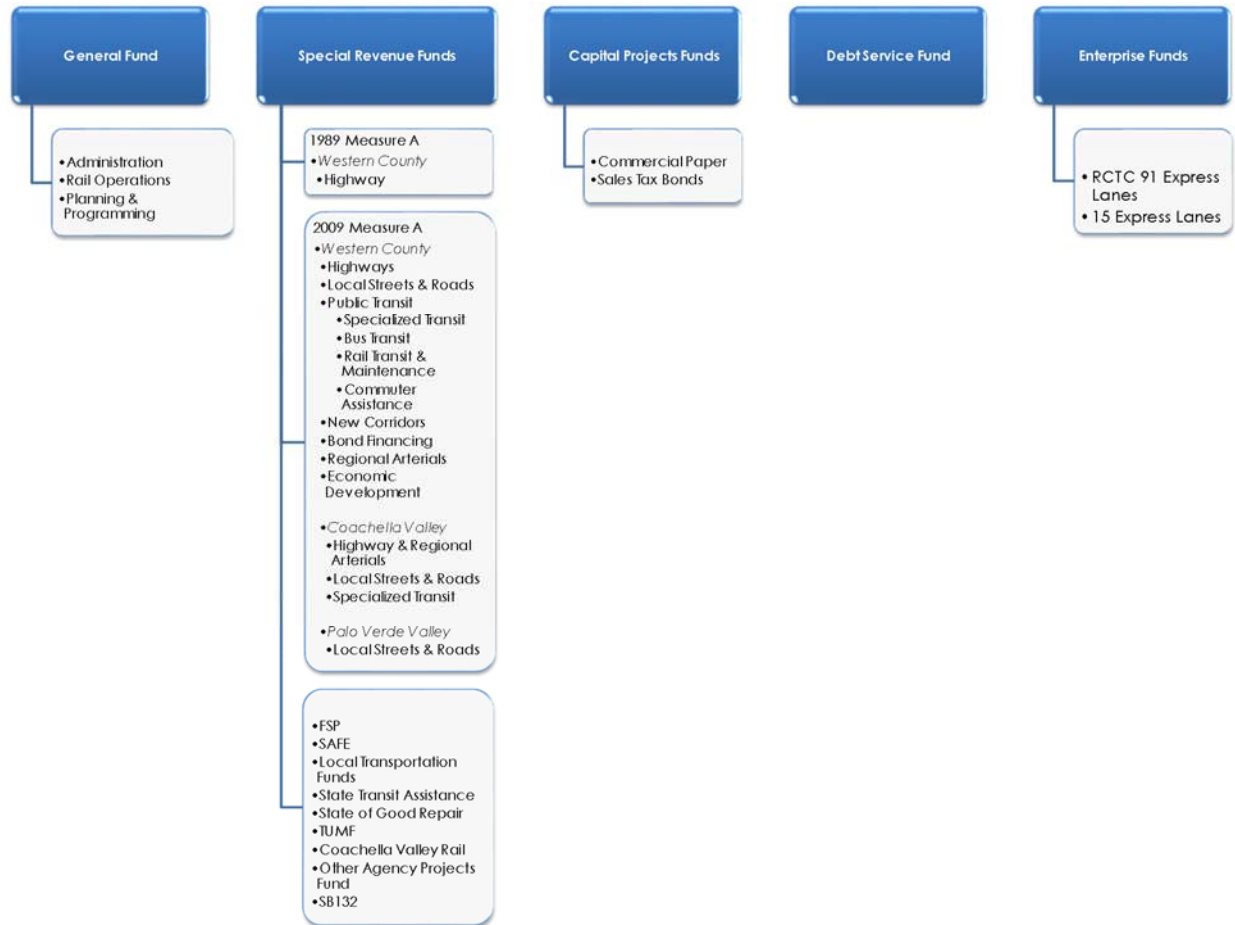 General Fund
Special Revenue Funds
Capital Projects Funds
Debt Service Fund
Enterprise Funds
•Administration
•Rail Operations
•Planning &
Programming
1989 Measure A
•Western County
•Highway
2009 Measure A
•Western County
•Highways
•Local Streets & Roads
•Public Transit
•Specialized Transit
•Bus Transit
•Rail Transit &
Maintenance
•Commuter
Assistance
•New Corridors
•Bond Financing
•Regional Arterials
•Economic
Development
•Coachella Valley
•Highway & Regional
Arterials
•Local Streets & Roads
•Specialized Transit
•Palo Verde Valley
•Local Streets & Roads
•FSP
•SAFE
•Local Transportation
Funds
•State Transit Assistance
•State of Good Repair
•TUMF
•Coachella Valley Rail
•Other Agency Projects
Fund
•SB132
•Commercial Paper
•Sales Tax Bonds
• RCTC 91 Express
Lanes
• 15 Express Lanes